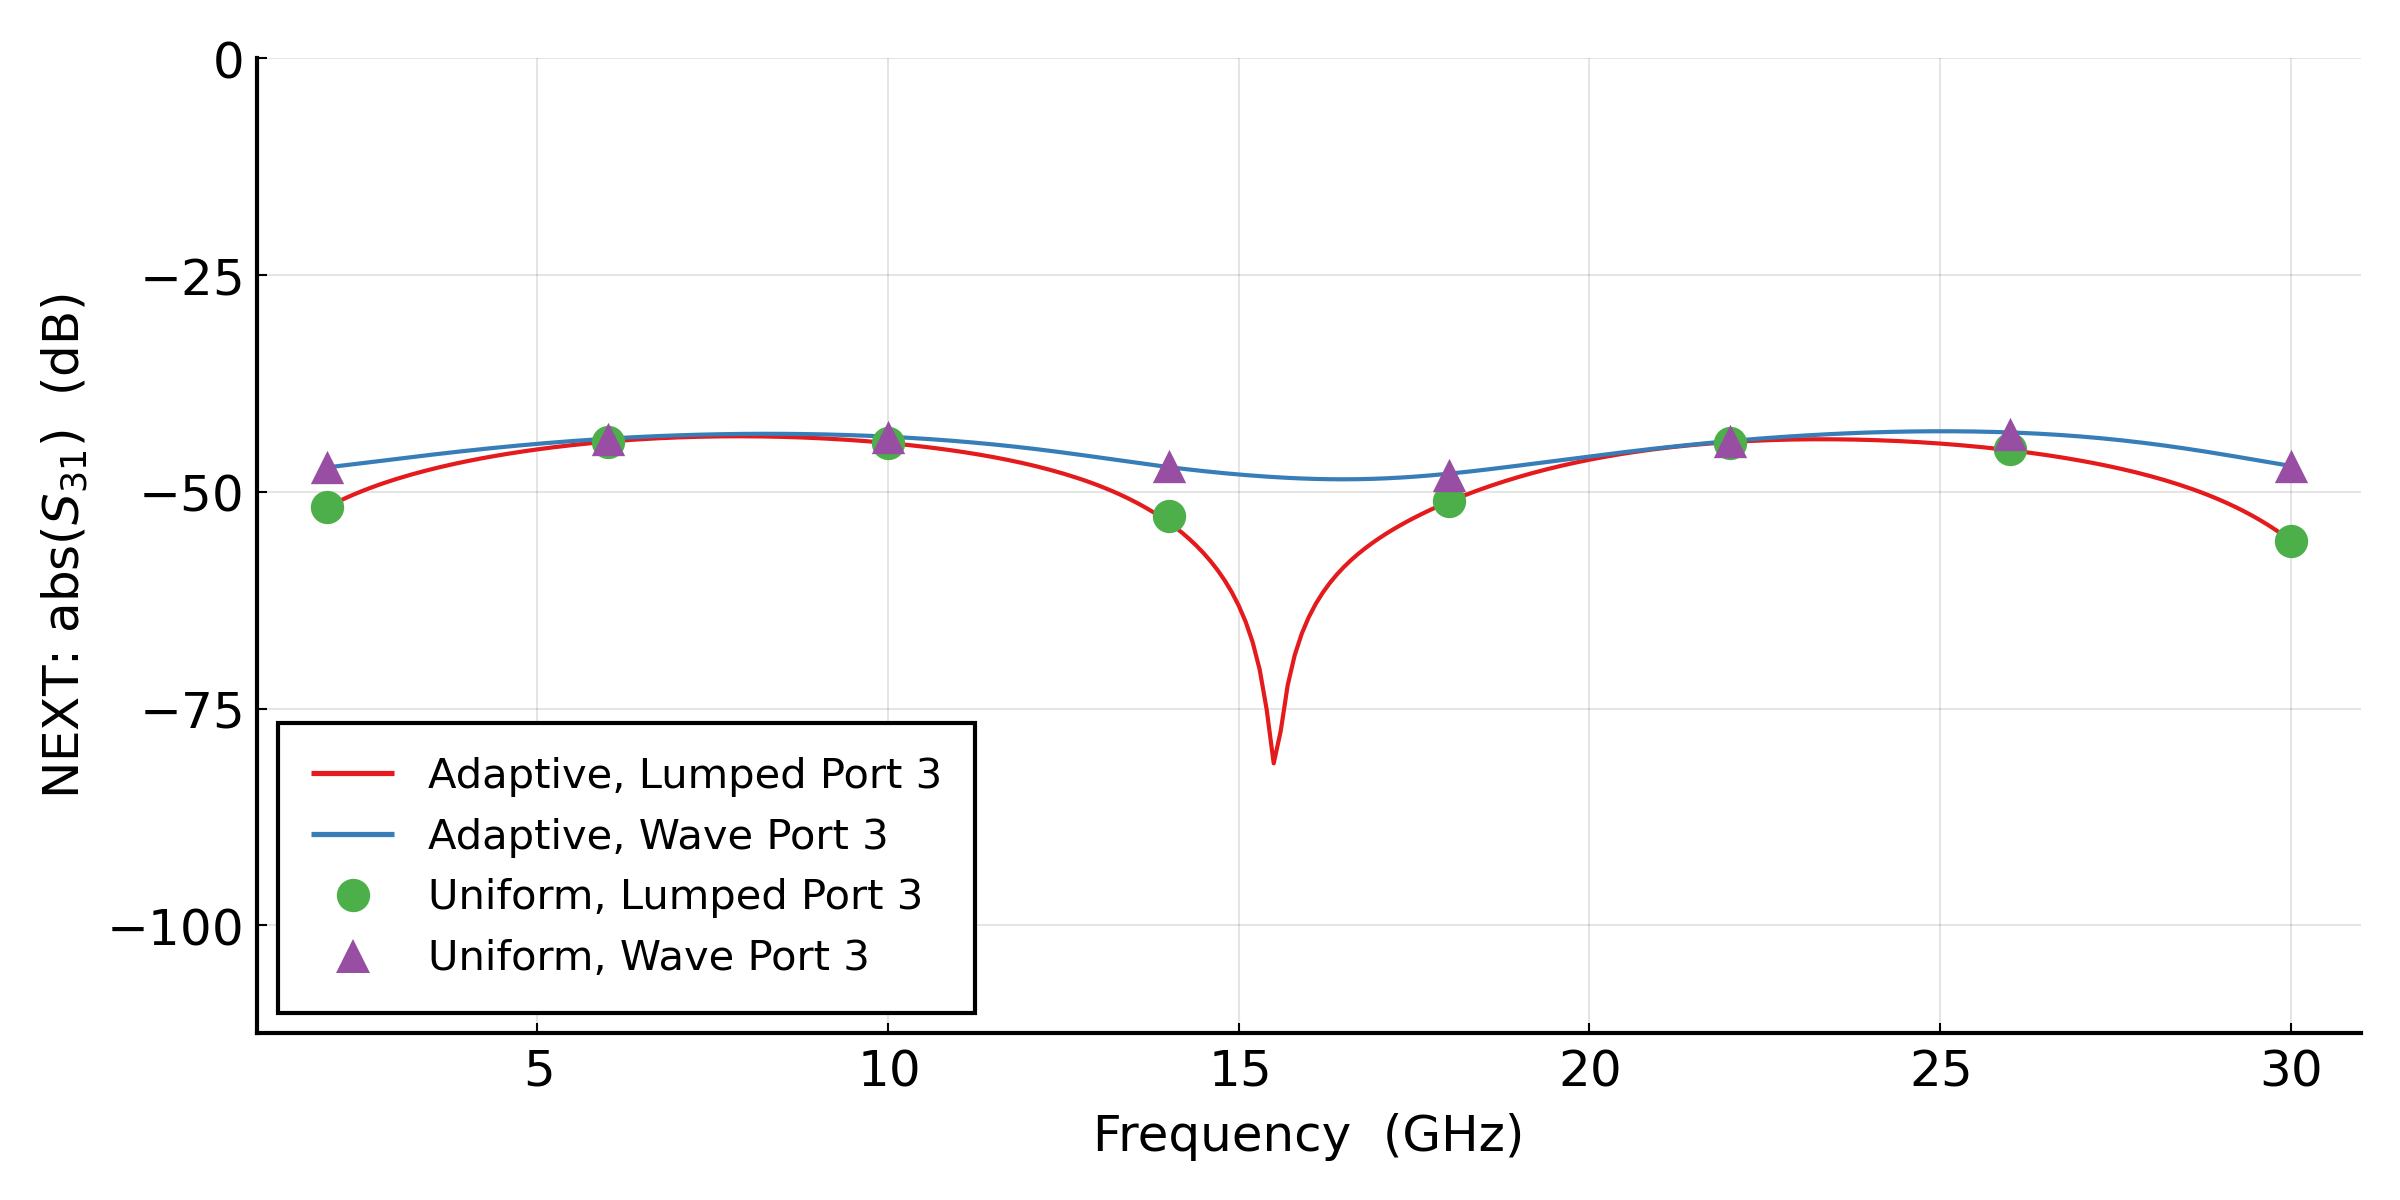 0
−25
−50
−75
−100
NEXT: abs(S₃₁) (dB)
Adaptive, Lumped Port 3
Adaptive, Wave Port 3
Uniform, Lumped Port 3
Uniform, Wave Port 3
5 10 15 20 25 30
Frequency (GHz)